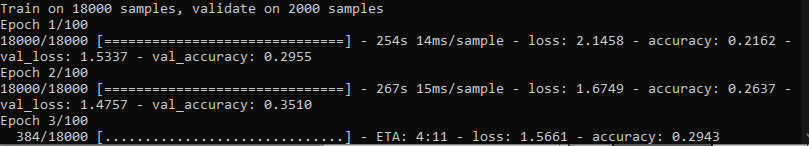 Train on 18000 samples, validate on 2000 samples
Epoch 1/100
18000/18000 [==============================] - 254s 14ms/sample - loss: 2.1458 - accuracy: 0.2162 -
val_loss: 1.5337 - val_accuracy: 0.2955
Epoch 2/100
18000/18000 [==============================] - 267s 15ms/sample - loss: 1.6749 - accuracy: 0.2637 -
val_loss: 1.4757 - val_accuracy: 0.3510
Epoch 3/100
384/18000 [..............................] - ETA: 4:11 - loss: 1.5661 - accuracy: 0.2943